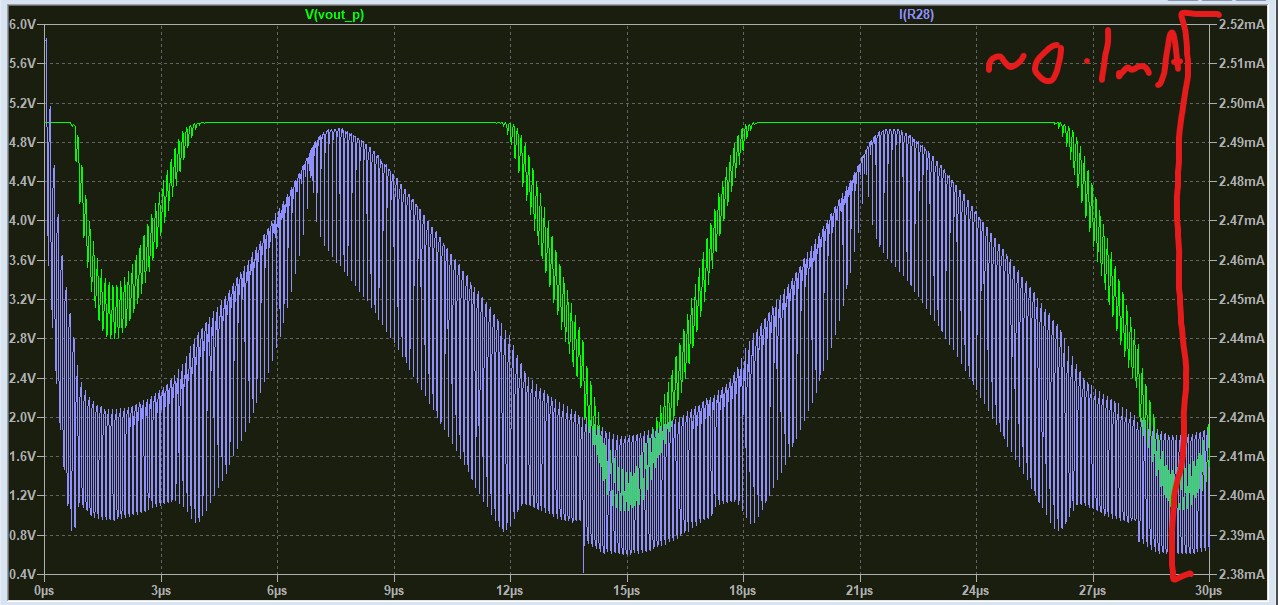 V(vout_p) I(R28)
6.0V 2.52mA
~0.1mA
5.6V 2.51mA
5.2V 2.50mA
4.8V 2.49mA
4.4V 2.48mA
4.0V 2.47mA
3.6V 2.46mA
3.2V 2.45mA
2.8V 2.44mA
2.4V 2.43mA
2.0V 2.42mA
1.6V 2.41mA
1.2V 2.40mA
0.8V 2.39mA
0.4V 2.38mA
0µs 3µs 6µs 9µs 12µs 15µs 18µs 21µs 24µs 27µs 30µs